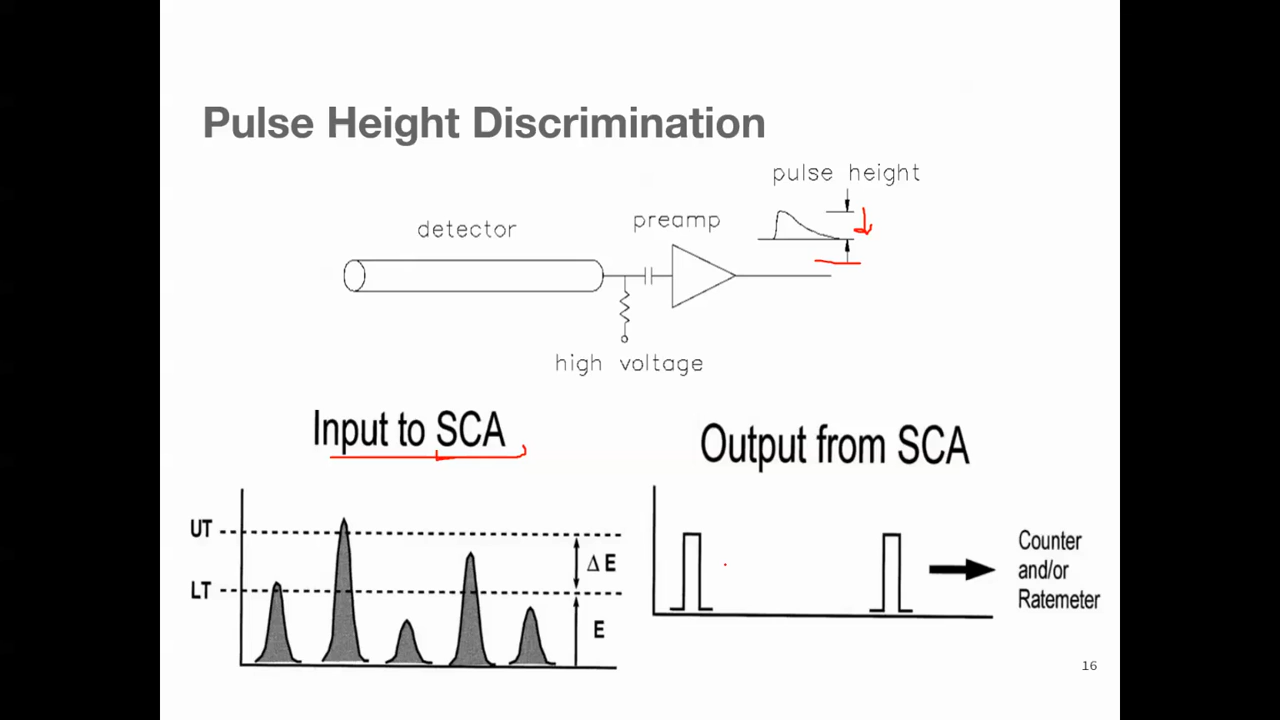 Pulse Height Discrimination
pulse height
preamp
detector
high voltage
Input to SCA
Output from SCA
UT
LT
Δ E
E
Counter
and/or
Ratemeter
16